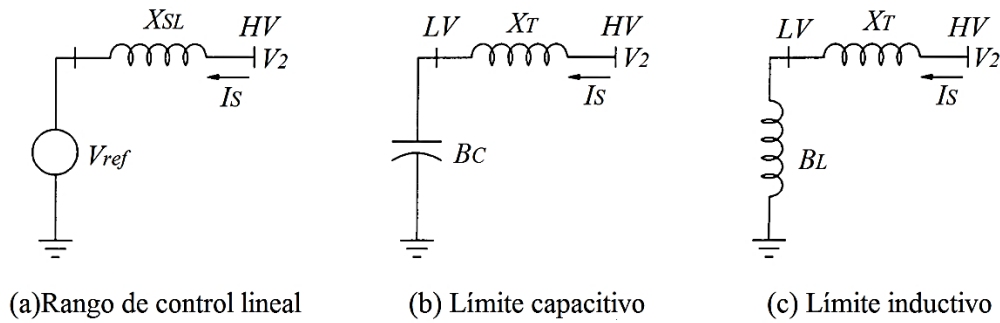 XSL
HV
V2
IS
Vref
(a)Rango de control lineal
LV
XT
HV
V2
IS
BC
(b) Límite capacitivo
LV
XT
HV
V2
IS
BL
(c) Límite inductivo